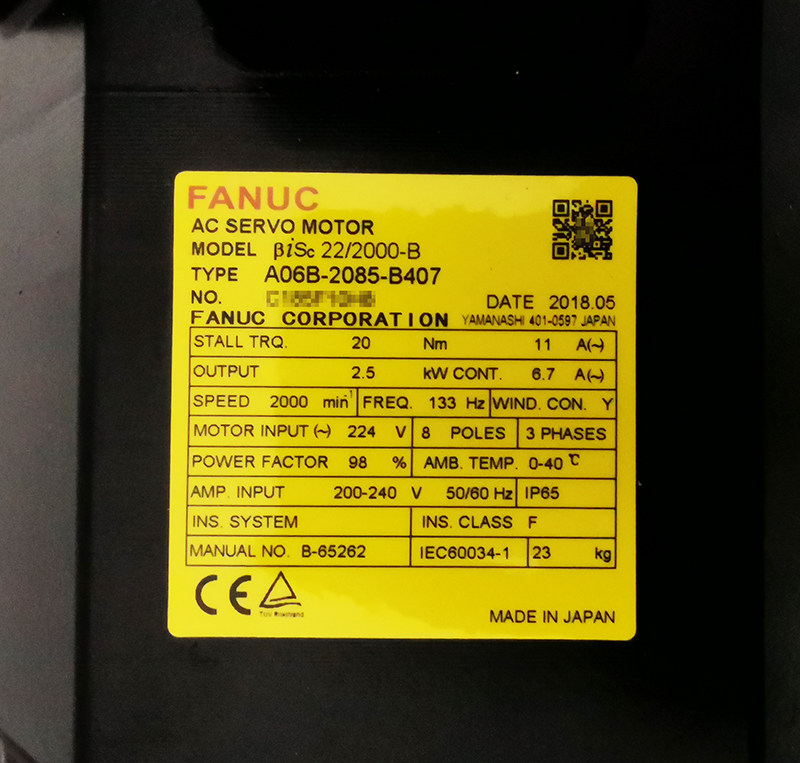 FANUC
AC SERVO MOTOR
MODEL βiSc 22/2000-B
TYPE A06B-2085-B407
NO.
DATE 2018.05
FANUC CORPORATION YAMANASHI 401-0597 JAPAN
STALL TRQ. 20 Nm 11 A(~)
OUTPUT 2.5 kW CONT. 6.7 A(~)
SPEED 2000 min⁻¹ FREQ. 133 Hz WIND. CON. Y
MOTOR INPUT (~) 224 V 8 POLES 3 PHASES
POWER FACTOR 98 % AMB. TEMP. 0-40 ℃
AMP. INPUT 200-240 V 50/60 Hz IP65
INS. SYSTEM INS. CLASS F
MANUAL NO. B-65262 IEC60034-1 23 kg
CE
TÜV Rheinland
MADE IN JAPAN